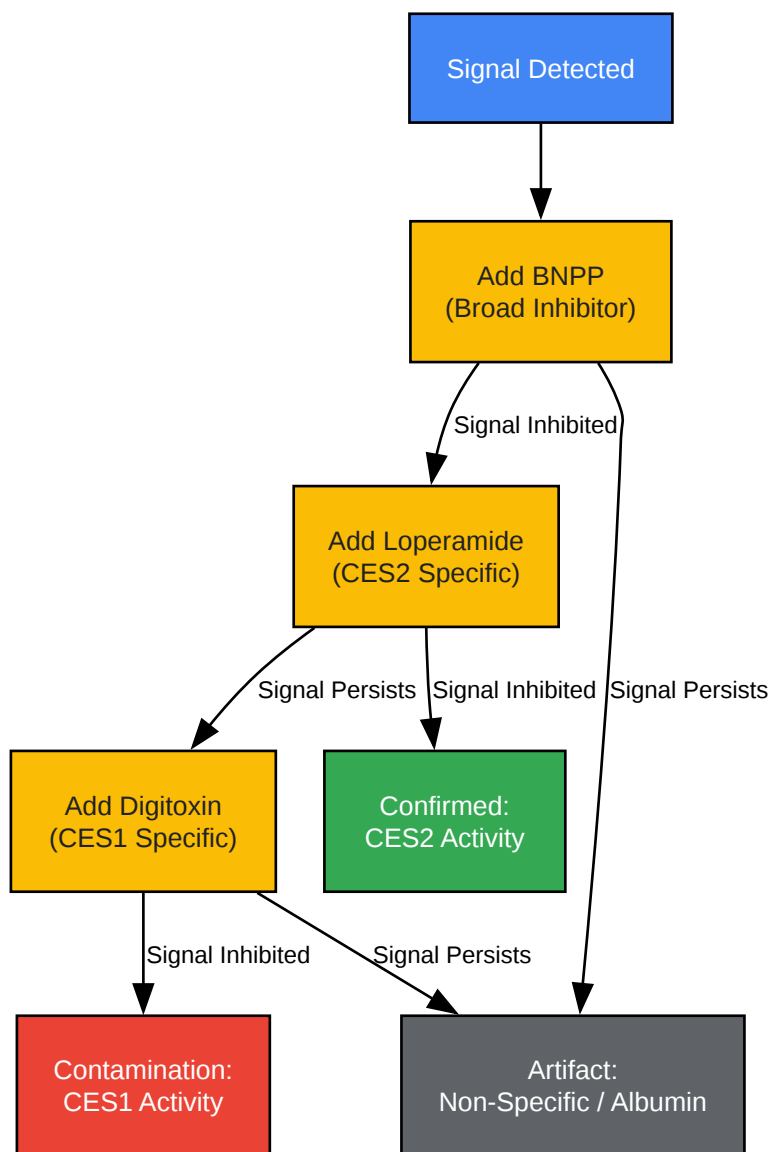 Signal Detected
Add BNPP
(Broad Inhibitor)
Signal Inhibited
Add Loperamide
(CES2 Specific)
Signal Persists
Signal Inhibited
Signal Persists
Add Digitoxin
(CES1 Specific)
Confirmed:
CES2 Activity
Signal Inhibited
Signal Persists
Contamination:
CES1 Activity
Artifact:
Non-Specific / Albumin